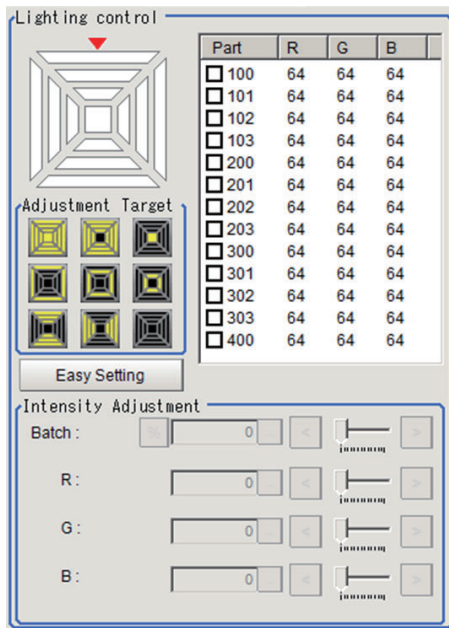 Lighting control
Part R G B
100 64 64 64
101 64 64 64
102 64 64 64
103 64 64 64
200 64 64 64
201 64 64 64
202 64 64 64
203 64 64 64
300 64 64 64
301 64 64 64
302 64 64 64
303 64 64 64
400 64 64 64
Adjustment Target
Easy Setting
Intensity Adjustment
Batch : % 0 .. < >
R : 0 .. < >
G : 0 .. < >
B : 0 .. < >